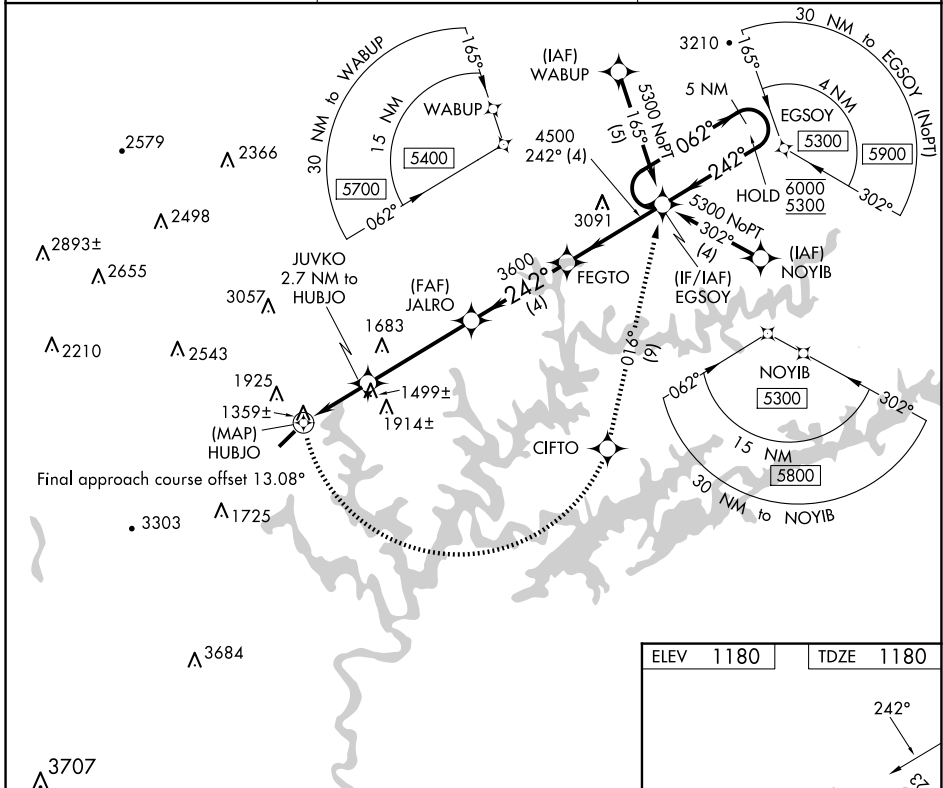 30 NM to WABUP
165°
15 NM
WABUP
5400
5700
062°
(IAF)
WABUP
5300 NoPT
165°
(5)
3210
165°
30 NM to EGSOY (NoPT)
4 NM
EGSOY
5300
5900
302°
5 NM
062°
242°
HOLD
6000
5300
4500
242° (4)
2579
2366
2498
2893±
2655
3057
2210
2543
3091
5300 NoPT
302°
(4)
(IAF)
NOYIB
(IF/IAF)
EGSOY
FEGTO
3600
242°
(4)
(FAF)
JALRO
JUVKO
2.7 NM to
HUBJO
1683
1925
1499±
1359±
1914±
(MAP)
HUBJO
016°
(6)
CIFTO
Final approach course offset 13.08°
1725
3303
062°
NOYIB
5300
302°
15 NM
5800
30 NM to NOYIB
3684
3707
ELEV 1180
TDZE 1180
242°
23